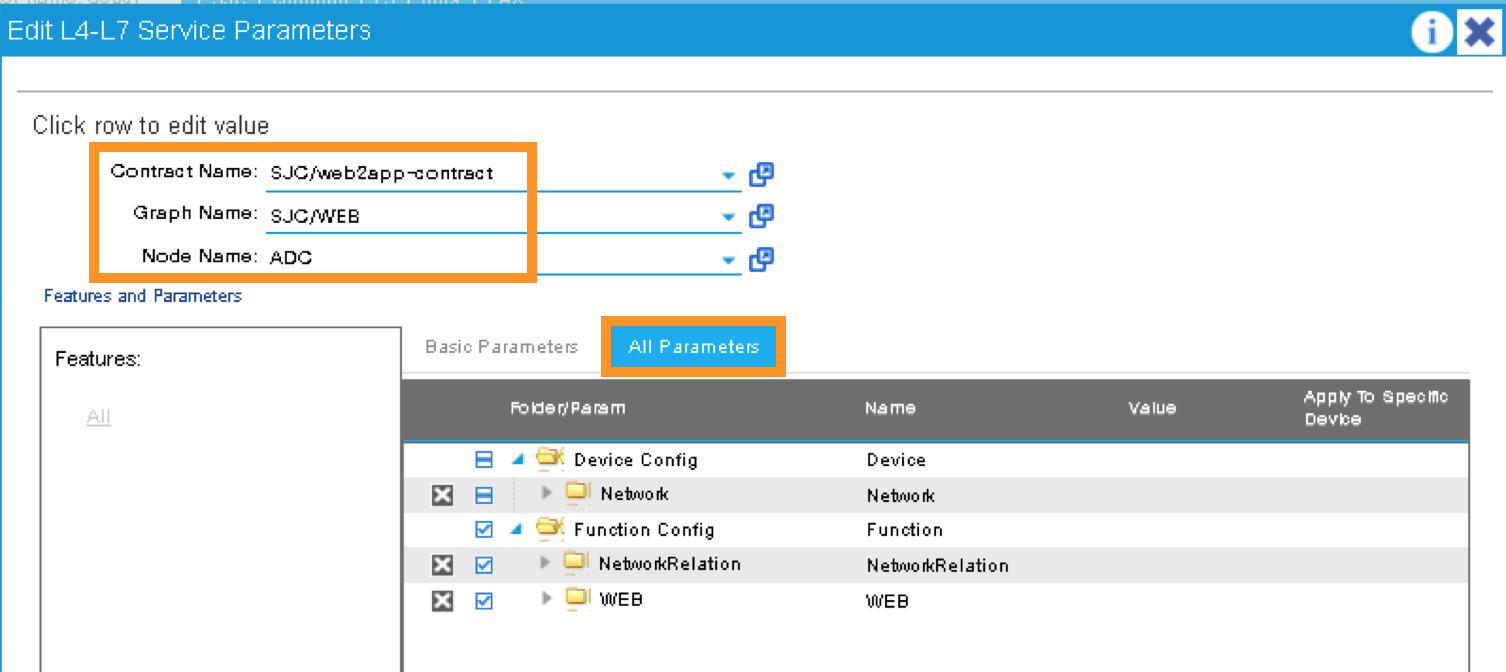 Edit L4-L7 Service Parameters
Click row to edit value
Contract Name: SJC/web2app-contract
Graph Name: SJC/WEB
Node Name: ADC
Features and Parameters
Features:
All
Basic Parameters All Parameters
Folder/Param Name Value Apply To Specific
Device
Device Config Device
Network Network
Function Config Function
NetworkRelation NetworkRelation
WEB WEB